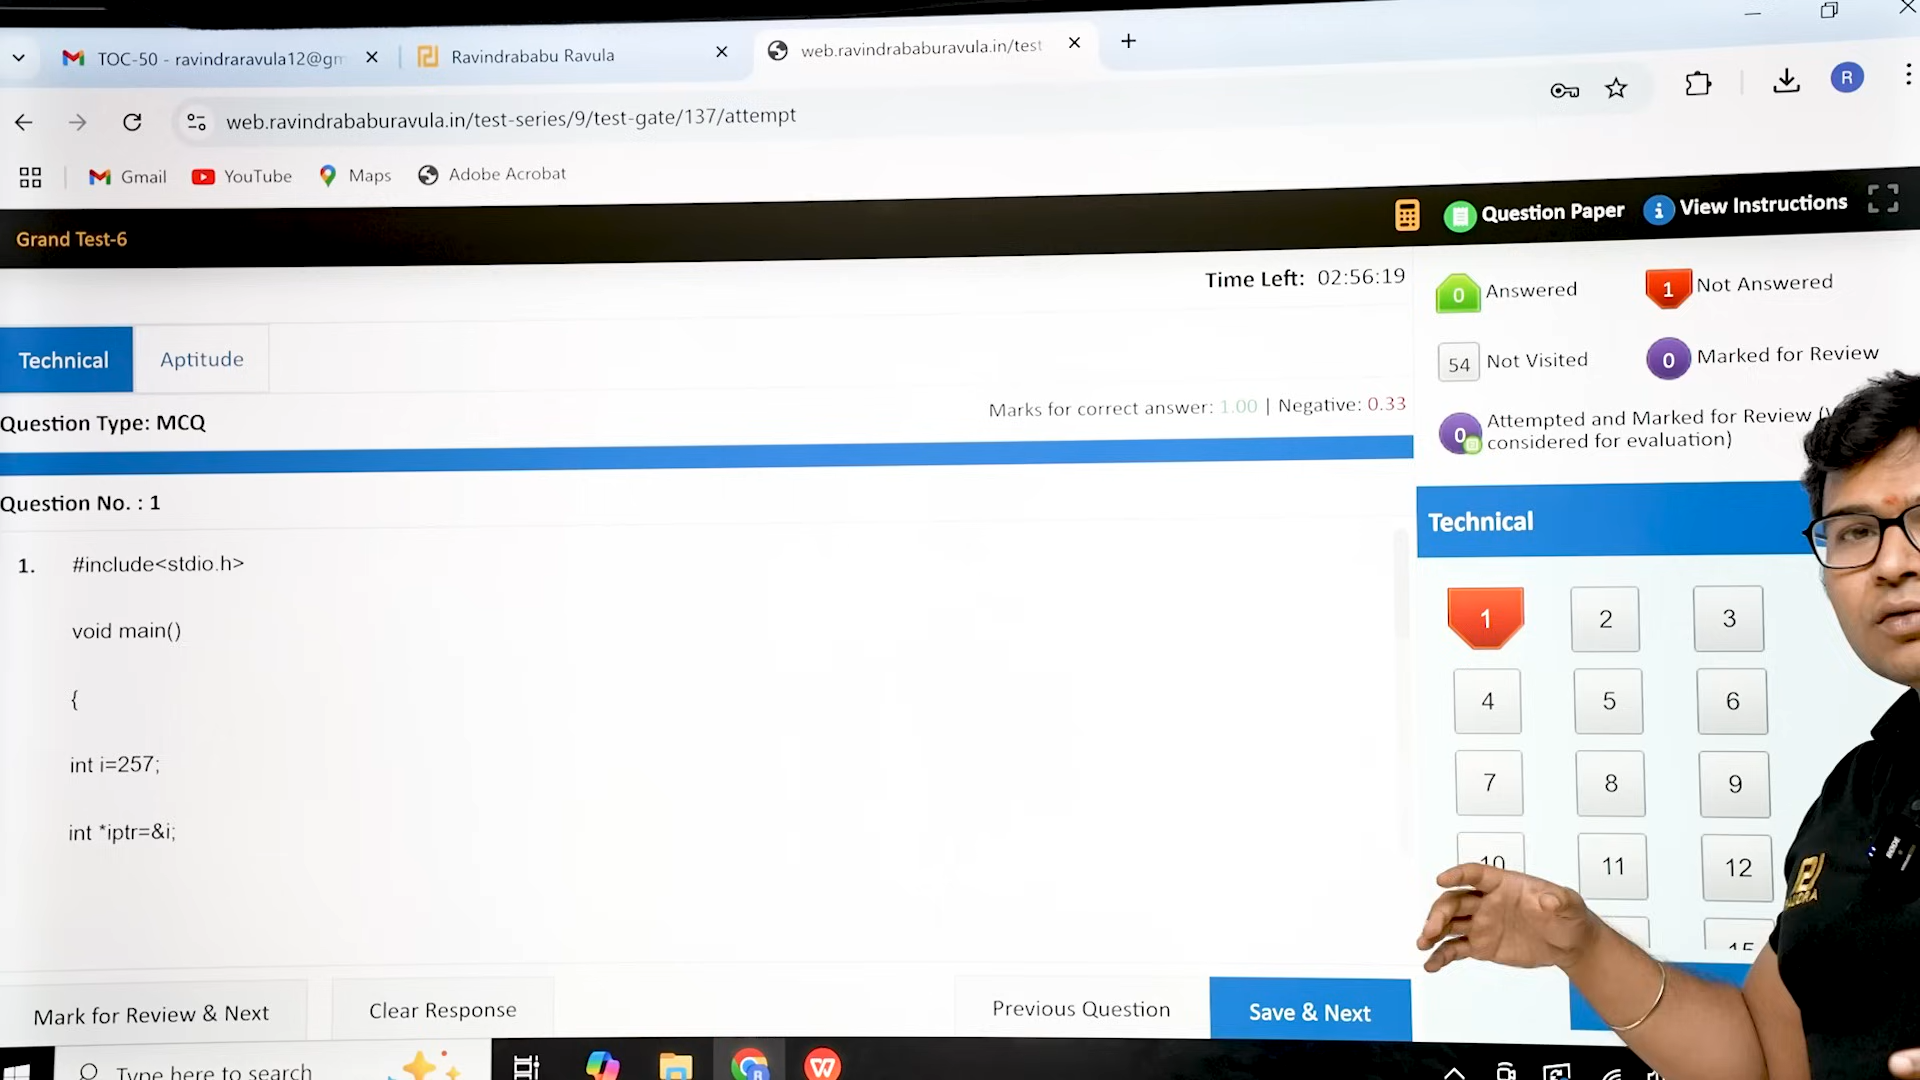 TOC-50 - ravindraravula12@gm
Ravindrababu Ravula
web.ravindrababuravula.in/test
web.ravindrababuravula.in/test-series/9/test-gate/137/attempt
R
Gmail
YouTube
Maps
Adobe Acrobat
Grand Test-6
Question Paper
View Instructions
Time Left: 02:56:19
0 Answered
1 Not Answered
54 Not Visited
0 Marked for Review
0 Attempted and Marked for Review (
considered for evaluation)
Technical
Aptitude
Marks for correct answer: 1.00 | Negative: 0.33
Question Type: MCQ
Question No. : 1
1. #include<stdio.h>
void main()
{
int i=257;
int *iptr=&i;
Technical
1 2 3
4 5 6
7 8 9
10 11 12
15
Mark for Review & Next
Clear Response
Previous Question
Save & Next
Type here to search